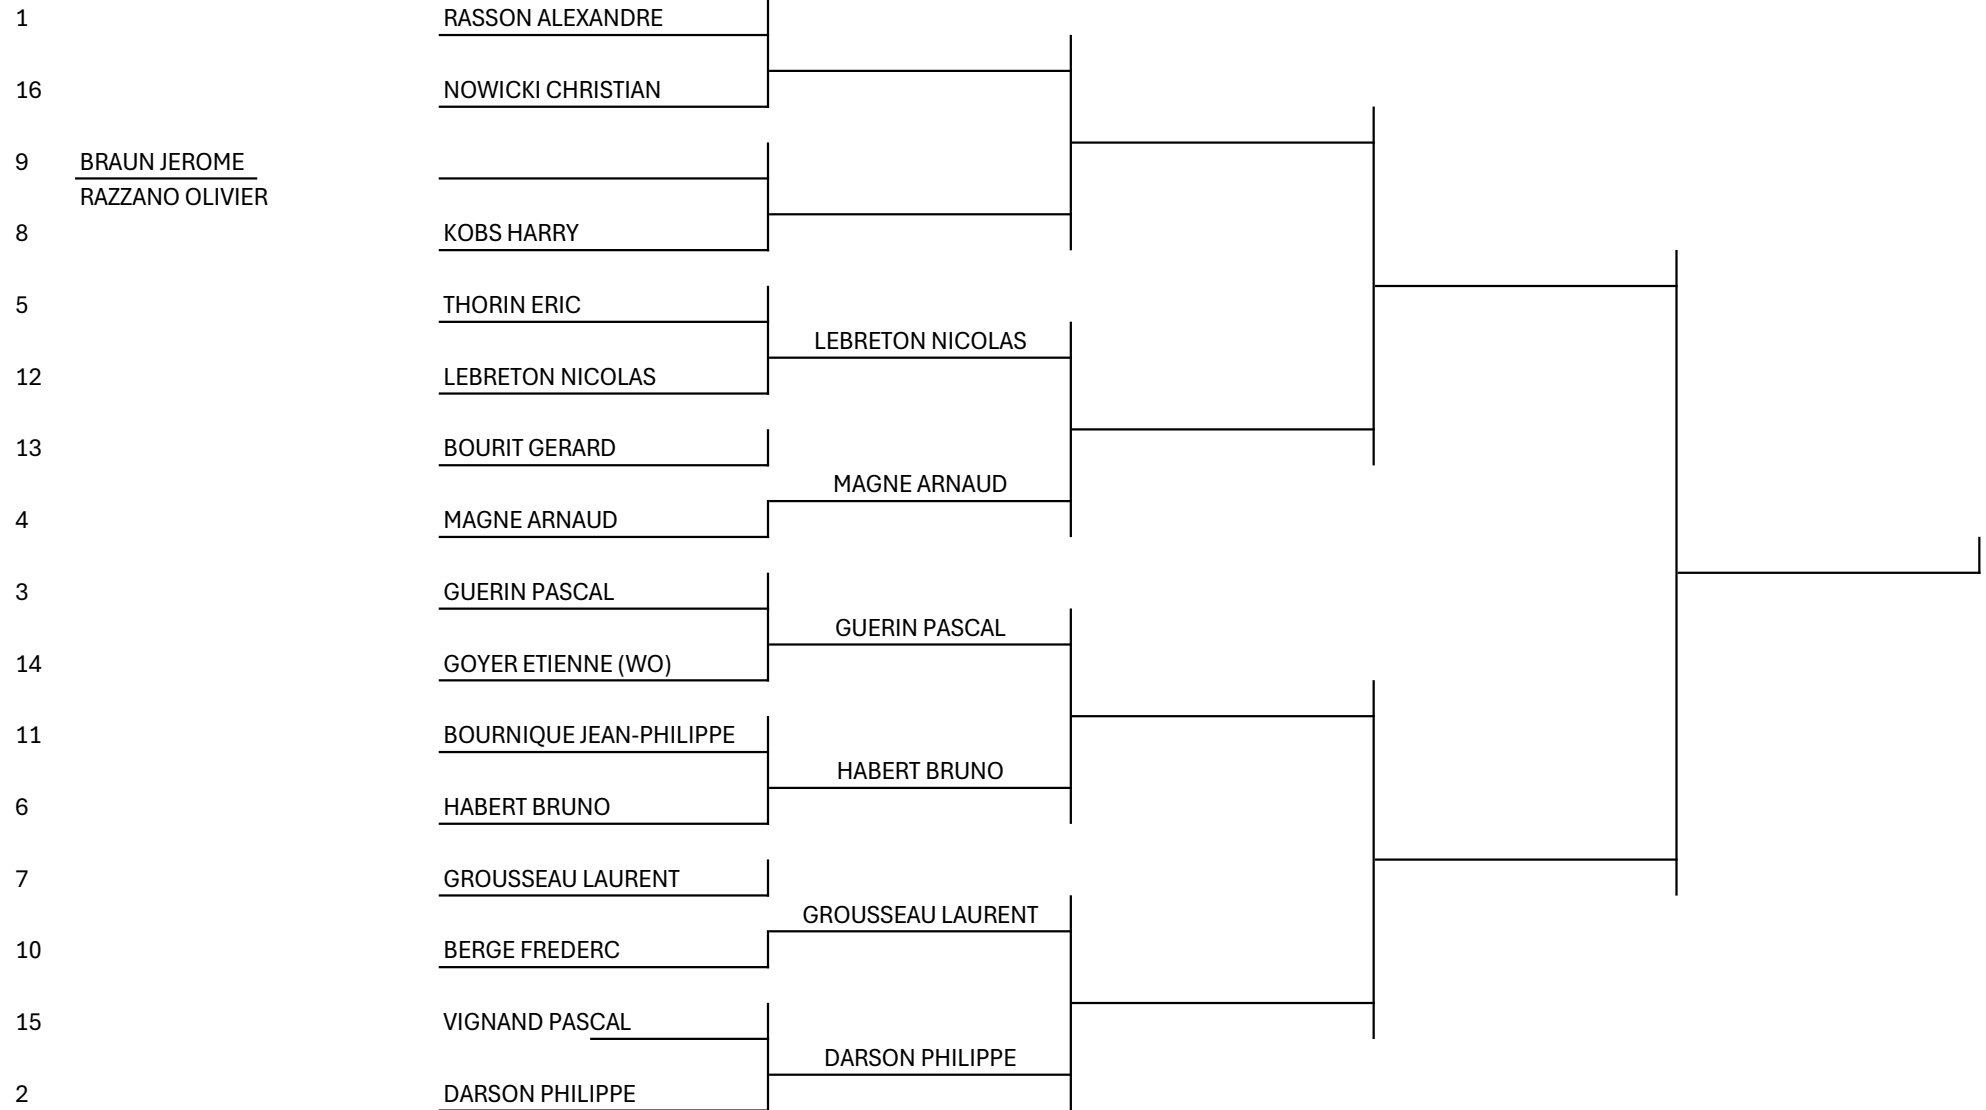 1 RASSON ALEXANDRE
16 NOWICKI CHRISTIAN
9 BRAUN JEROME
RAZZANO OLIVIER
8 KOBS HARRY
5 THORIN ERIC
LEBRETON NICOLAS
12 LEBRETON NICOLAS
13 BOURIT GERARD
MAGNE ARNAUD
4 MAGNE ARNAUD
3 GUERIN PASCAL
GUERIN PASCAL
14 GOYER ETIENNE (WO)
11 BOURNIQUE JEAN-PHILIPPE
HABERT BRUNO
6 HABERT BRUNO
7 GROUSSEAU LAURENT
GROUSSEAU LAURENT
10 BERGE FREDERC
15 VIGNAND PASCAL
DARSON PHILIPPE
2 DARSON PHILIPPE